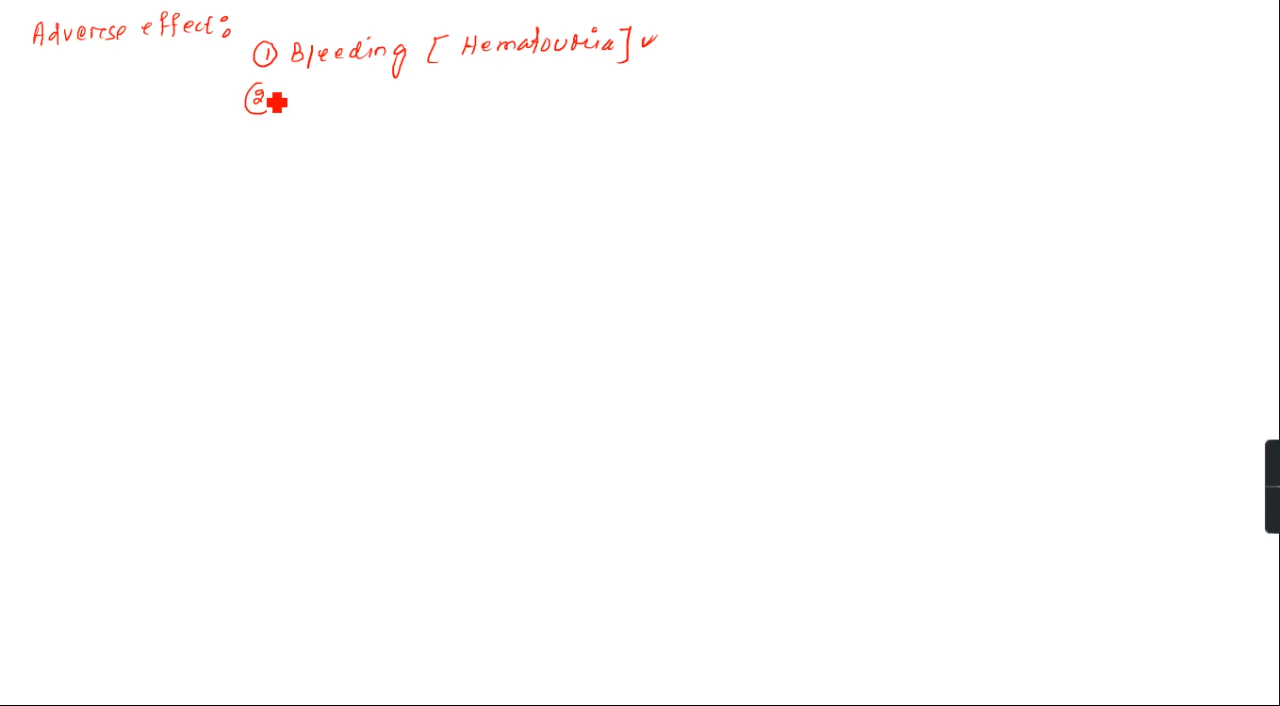 Adverse effect:
① Bleeding [Hematouria] ✓
②